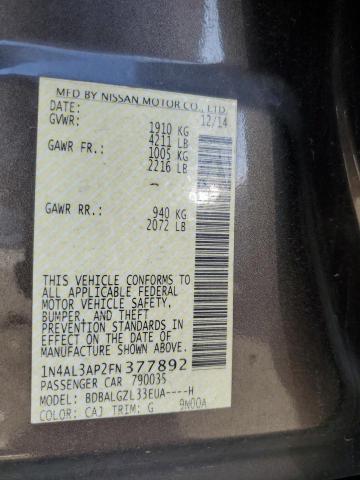 MFD BY NISSAN MOTOR CO., LTD.
DATE: 12/14
GVWR: 1910 KG
4211 LB
GAWR FR.: 1005 KG
2216 LB
-
GAWR RR.: 940 KG
2072 LB
THIS VEHICLE CONFORMS TO
ALL APPLICABLE FEDERAL
MOTOR VEHICLE SAFETY,
BUMPER, AND THEFT
PREVENTION STANDARDS
IN EFFECT ON THE DATE OF
MANUFACTURE SHOWN ABOVE.
1N4AL3AP2FN 377892
PASSENGER CAR 790035
MODEL: BDBALGZL33EUA----H
COLOR: CAJ TRIM: G 9N00A